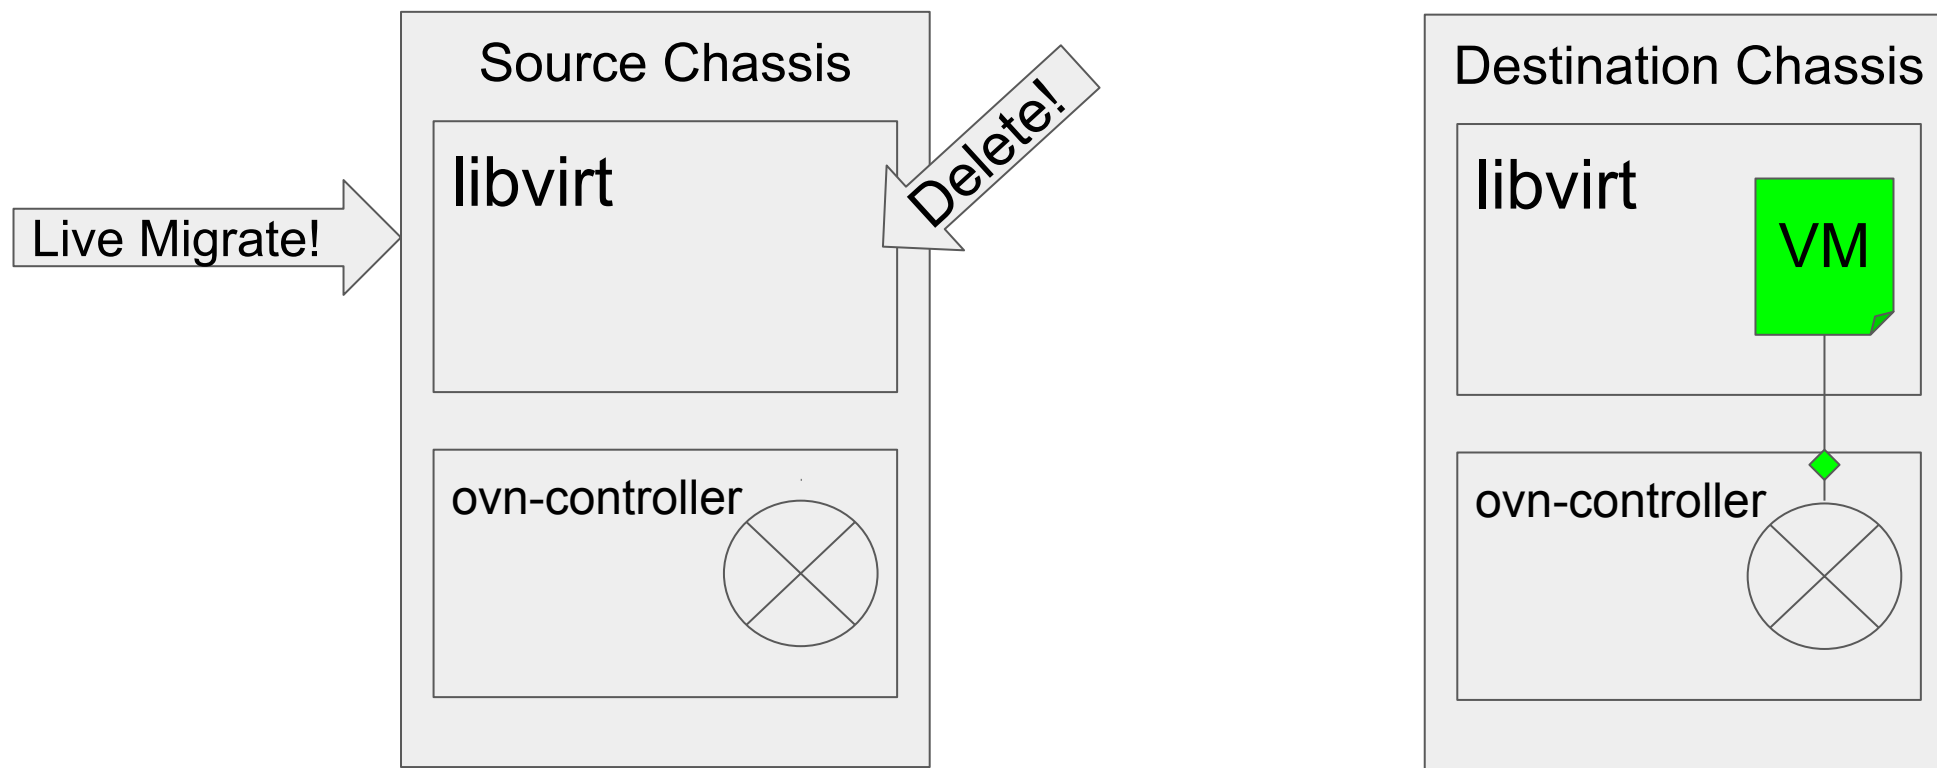 Live Migrate!
Source Chassis
libvirt
ovn-controller
Delete!
Destination Chassis
libvirt
VM
ovn-controller